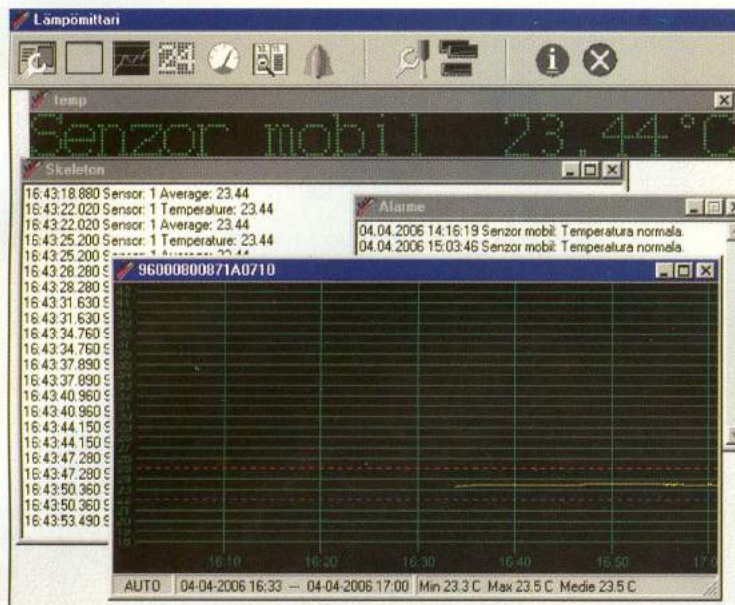 Lämpömittari
temp
Senzor mobil 23.44°C
Skeleton
16:43:18.880 Sensor: 1 Average: 23.44
16:43:22.020 Sensor: 1 Temperature: 23.44
16:43:22.020 Sensor: 1 Average: 23.44
16:43:25.200 Sensor: 1 Temperature: 23.44
16:43:25.200 Sensor: 1 Average: 23.44
16:43:28.280 S
16:43:28.280 S
16:43:31.630 S
16:43:31.630 S
16:43:34.760 S
16:43:34.760 S
16:43:37.890 S
16:43:37.890 S
16:43:40.960 S
16:43:40.960 S
16:43:44.150 S
16:43:44.150 S
16:43:47.280 S
16:43:47.280 S
16:43:50.360 S
16:43:50.360 S
16:43:53.490 S
Alarme
04.04.2006 14:16:19 Senzor mobil: Temperatura normala.
04.04.2006 15:03:46 Senzor mobil: Temperatura normala.
96000800871A0710
16:10 16:20 16:30 16:40 16:50 17:0
AUTO 04-04-2006 16:33 — 04-04-2006 17:00 Min 23.3 C Max 23.5 C Medie 23.5 C